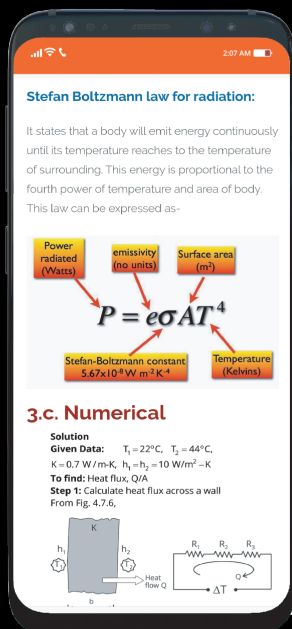 2:07 AM
Stefan Boltzmann law for radiation:
It states that a body will emit energy continuously
until its temperature reaches to the temperature
of surrounding. This energy is proportional to the
fourth power of temperature and area of body.
This law can be expressed as-
Power
radiated
(Watts)
emissivity
(no units)
Surface area
(m²)
P = eσAT⁴
Stefan-Boltzmann constant
5.67x10⁻⁸ W m⁻² K⁻⁴
Temperature
(Kelvins)
3.c. Numerical
Solution
Given Data: T₁ = 22°C, T₂ = 44°C,
K = 0.7 W / m-K, h₁ = h₂ = 10 W/m² –K
To find: Heat flux, Q/A
Step 1: Calculate heat flux across a wall
From Fig. 4.7.6,
K
h₁
h₂
T₁
T₂
Heat
flow Q
b
R₁ R₂ R₃
Q
ΔT